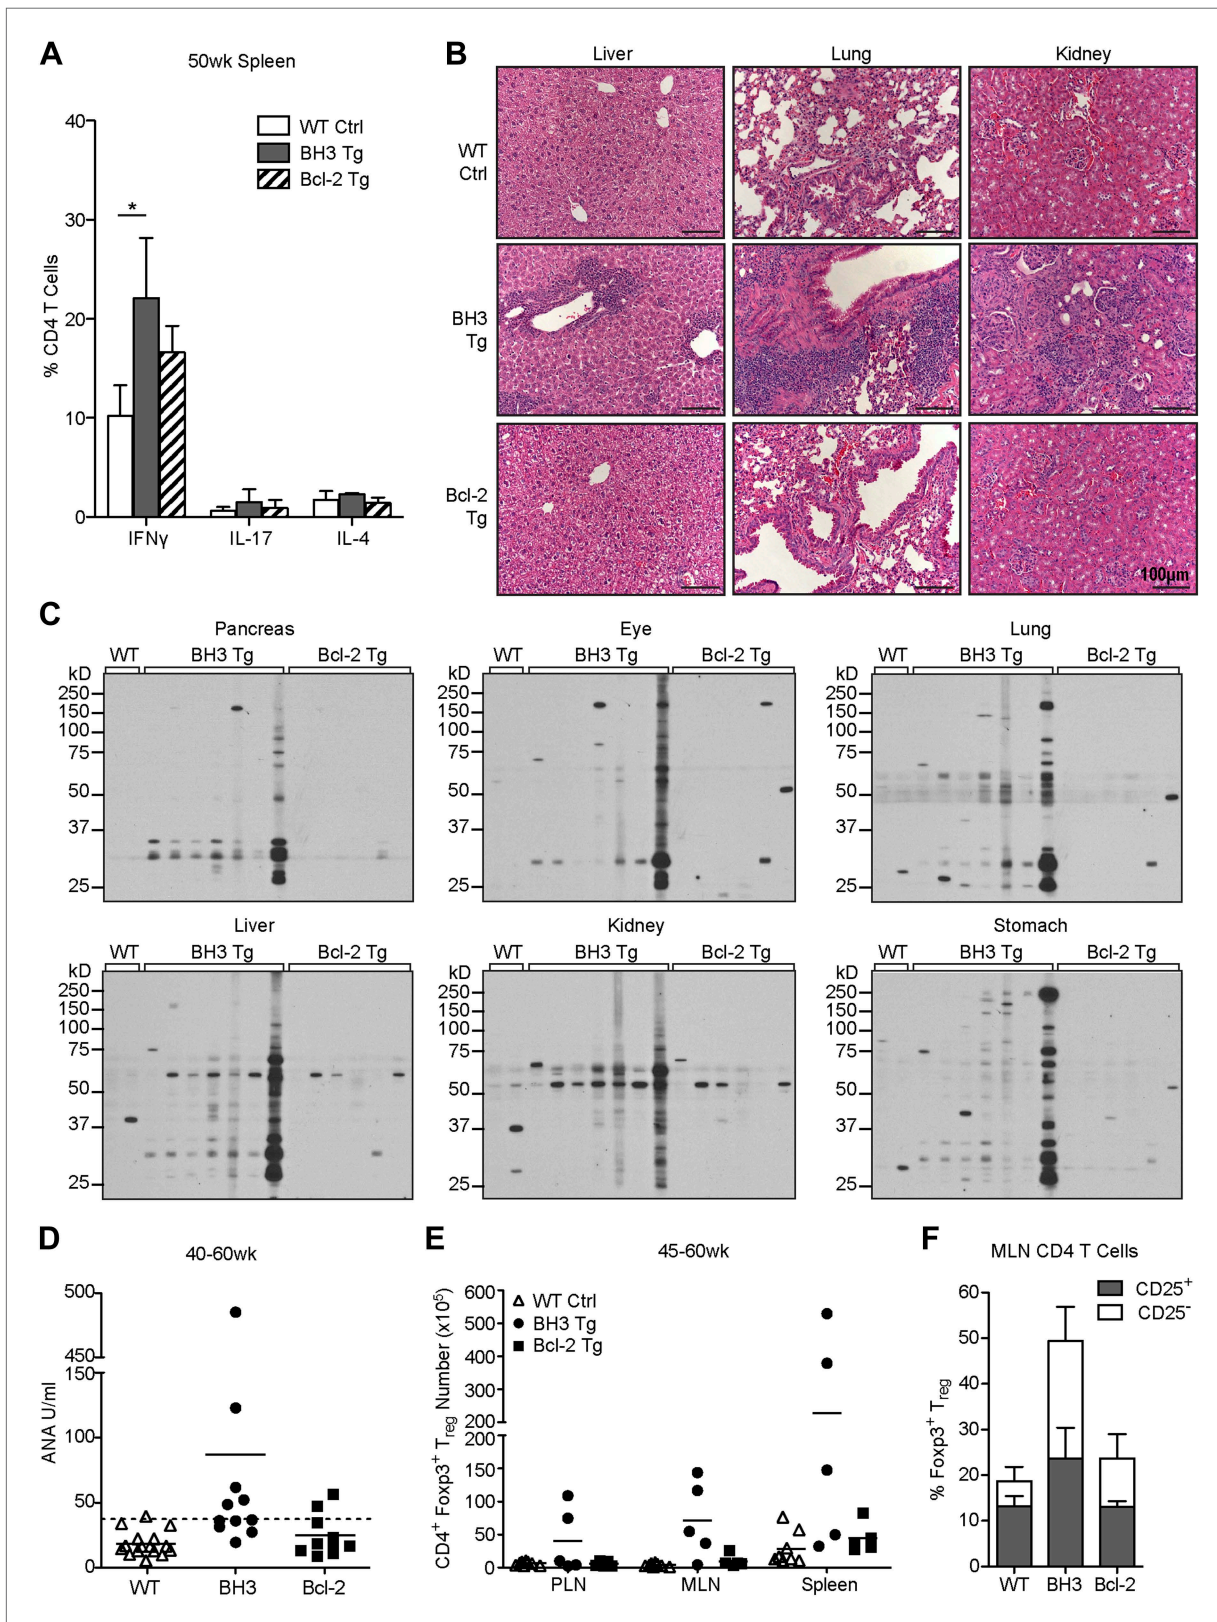 A
50wk Spleen
WT Ctrl
BH3 Tg
Bcl-2 Tg
% CD4 T Cells
40
30
20
10
0
*
IFNγ IL-17 IL-4
B
Liver Lung Kidney
WT
Ctrl
BH3
Tg
Bcl-2
Tg
100μm
C
Pancreas
WT BH3 Tg Bcl-2 Tg
kD
250
150
100
75
50
37
25
Eye
WT BH3 Tg Bcl-2 Tg
kD
250
150
100
75
50
37
25
Lung
WT BH3 Tg Bcl-2 Tg
kD
250
150
100
75
50
37
25
Liver
WT BH3 Tg Bcl-2 Tg
kD
250
150
100
75
50
37
25
Kidney
WT BH3 Tg Bcl-2 Tg
kD
250
150
100
75
50
37
25
Stomach
WT BH3 Tg Bcl-2 Tg
kD
250
150
100
75
50
37
25
D
40-60wk
ANA U/ml
500
450
150
100
50
0
WT BH3 Bcl-2
E
45-60wk
CD4+ Foxp3+ Treg Number (x10⁵)
600
500
400
300
200
150
100
50
0
WT Ctrl
BH3 Tg
Bcl-2 Tg
PLN MLN Spleen
F
MLN CD4 T Cells
% Foxp3+ Treg
60
50
40
30
20
10
0
CD25+
CD25-
WT BH3 Bcl-2